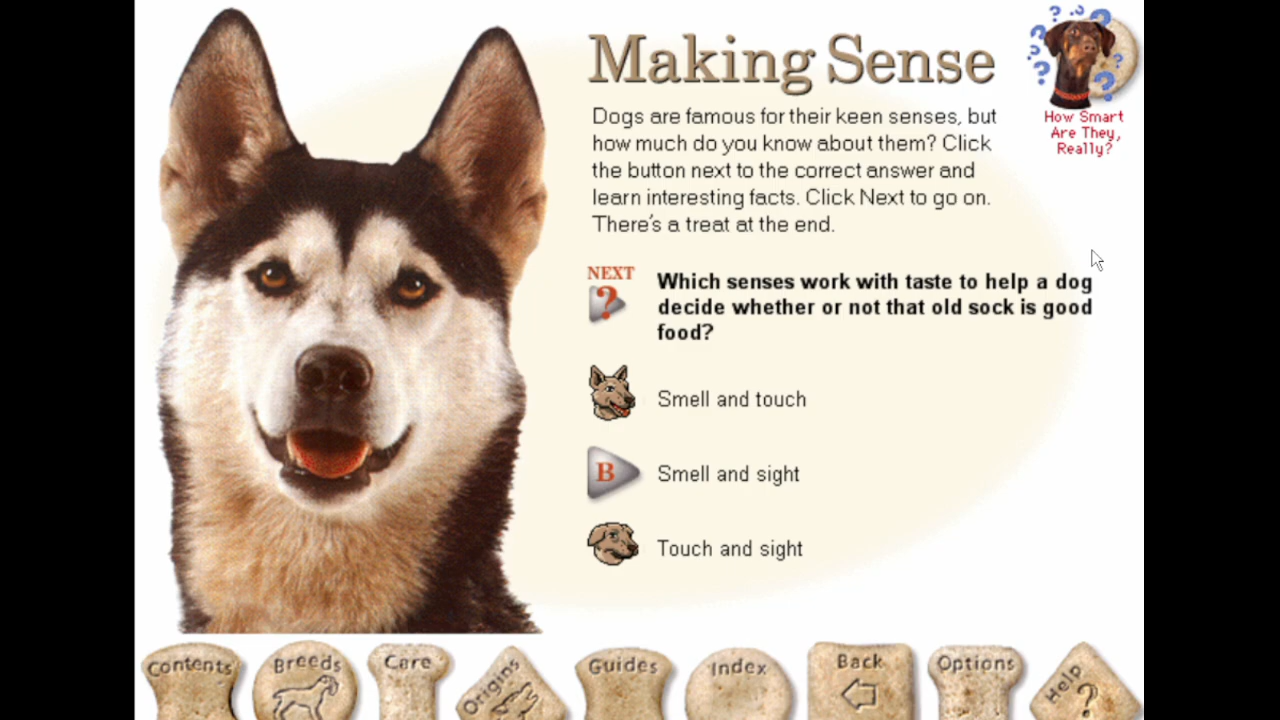 Making Sense
Dogs are famous for their keen senses, but
how much do you know about them? Click
the button next to the correct answer and
learn interesting facts. Click Next to go on.
There's a treat at the end.
How Smart
Are They,
Really?
NEXT
?
Which senses work with taste to help a dog
decide whether or not that old sock is good
food?
Smell and touch
B
Smell and sight
Touch and sight
Contents
Breeds
Care
Origins
Guides
Index
Back
Options
Help
?